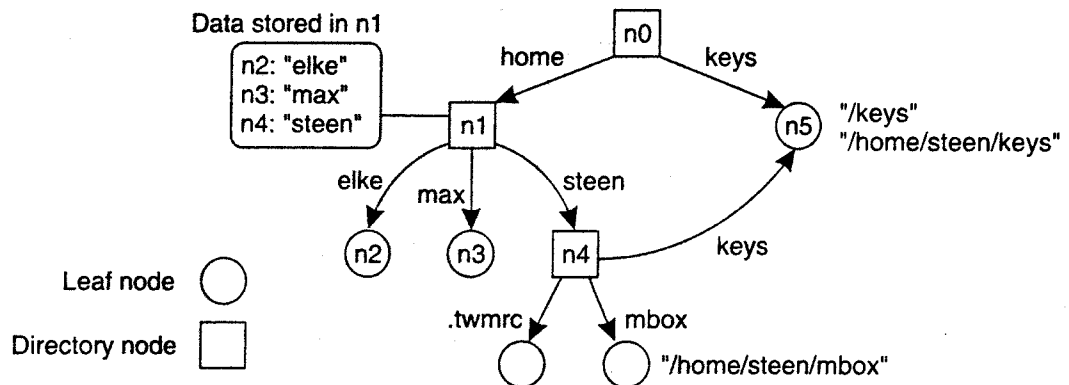 Data stored in n1
n2: "elke"
n3: "max"
n4: "steen"
n0
home
keys
n1
n5
"/keys"
"/home/steen/keys"
elke
max
steen
n2
n3
n4
keys
Leaf node
.twmrc
mbox
Directory node
"/home/steen/mbox"